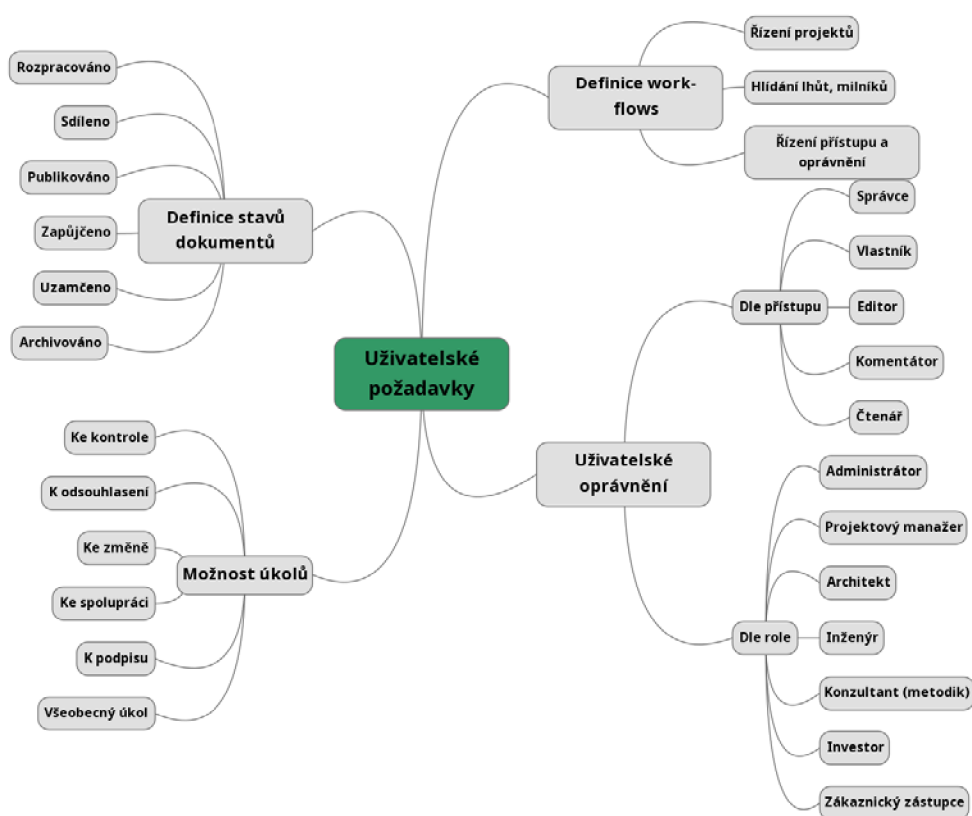 Uživatelské
požadavky
Definice stavů
dokumentů
Rozpracováno
Sdíleno
Publikováno
Zapůjčeno
Uzamčeno
Archivováno
Možnost úkolů
Ke kontrole
K odsouhlasení
Ke změně
Ke spolupráci
K podpisu
Všeobecný úkol
Definice work-
flows
Řízení projektů
Hlídání lhůt, milníků
Řízení přístupu a
oprávnění
Uživatelské
oprávnění
Dle přístupu
Správce
Vlastník
Editor
Komentátor
Čtenář
Dle role
Administrátor
Projektový manažer
Architekt
Inženýr
Konzultant (metodik)
Investor
Zákaznický zástupce